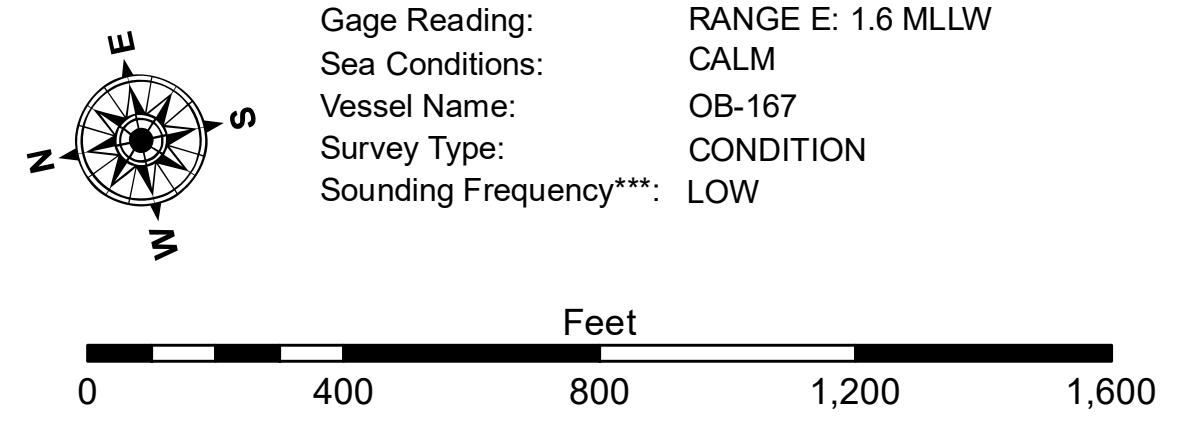 Gage Reading: RANGE E: 1.6 MLLW
Sea Conditions: CALM
Vessel Name: OB-167
Survey Type: CONDITION
Sounding Frequency***: LOW
E
S
N
W
Feet
0 400 800 1,200 1,600